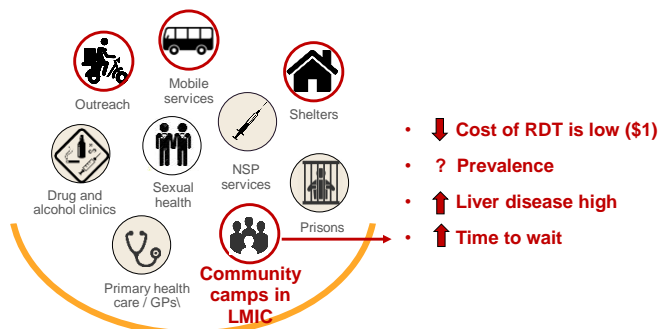 Outreach
Mobile
services
Shelters
Drug and
alcohol clinics
Sexual
health
NSP
services
Prisons
Primary health
care / GPs\
Community
camps in
LMIC
• Cost of RDT is low ($1)
• ? Prevalence
• Liver disease high
• Time to wait